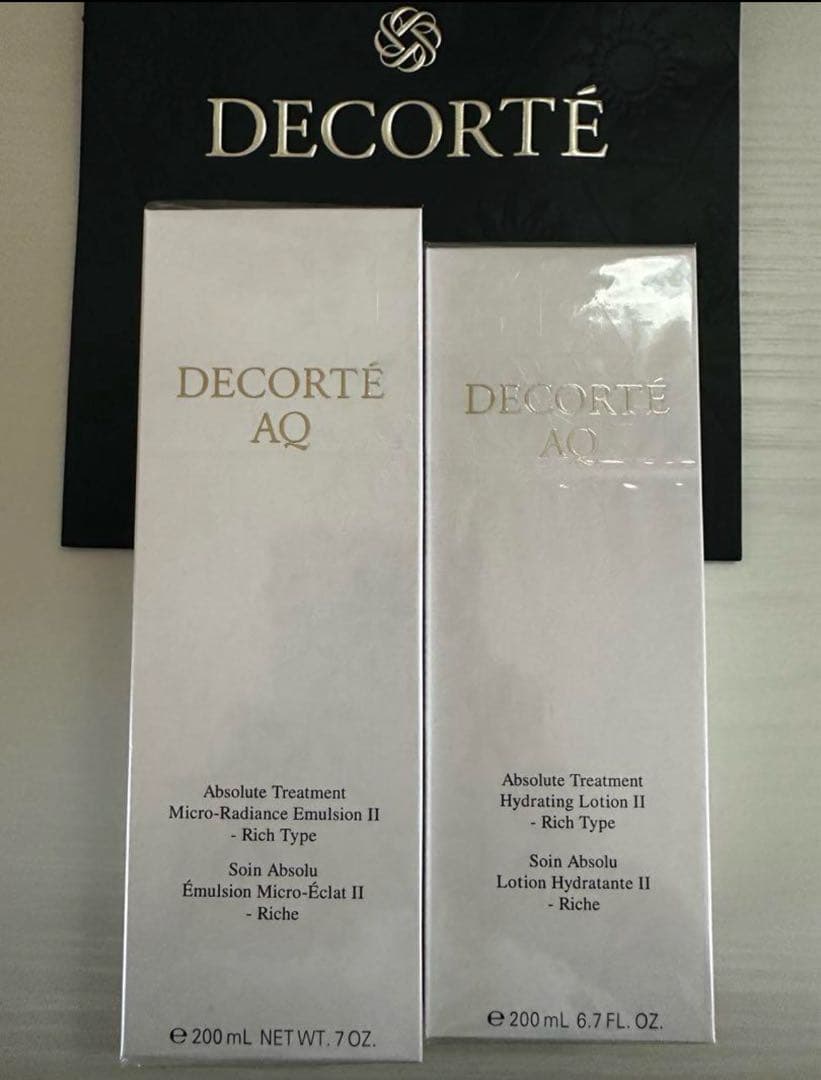 DECORTÉ
DECORTÉ
AQ
Absolute Treatment
Micro-Radiance Emulsion II
- Rich Type
Soin Absolu
Émulsion Micro-Éclat II
- Riche
℮ 200 mL NET WT. 7 OZ.
DECORTÉ
AQ
Absolute Treatment
Hydrating Lotion II
- Rich Type
Soin Absolu
Lotion Hydratante II
- Riche
℮ 200 mL 6.7 FL. OZ.